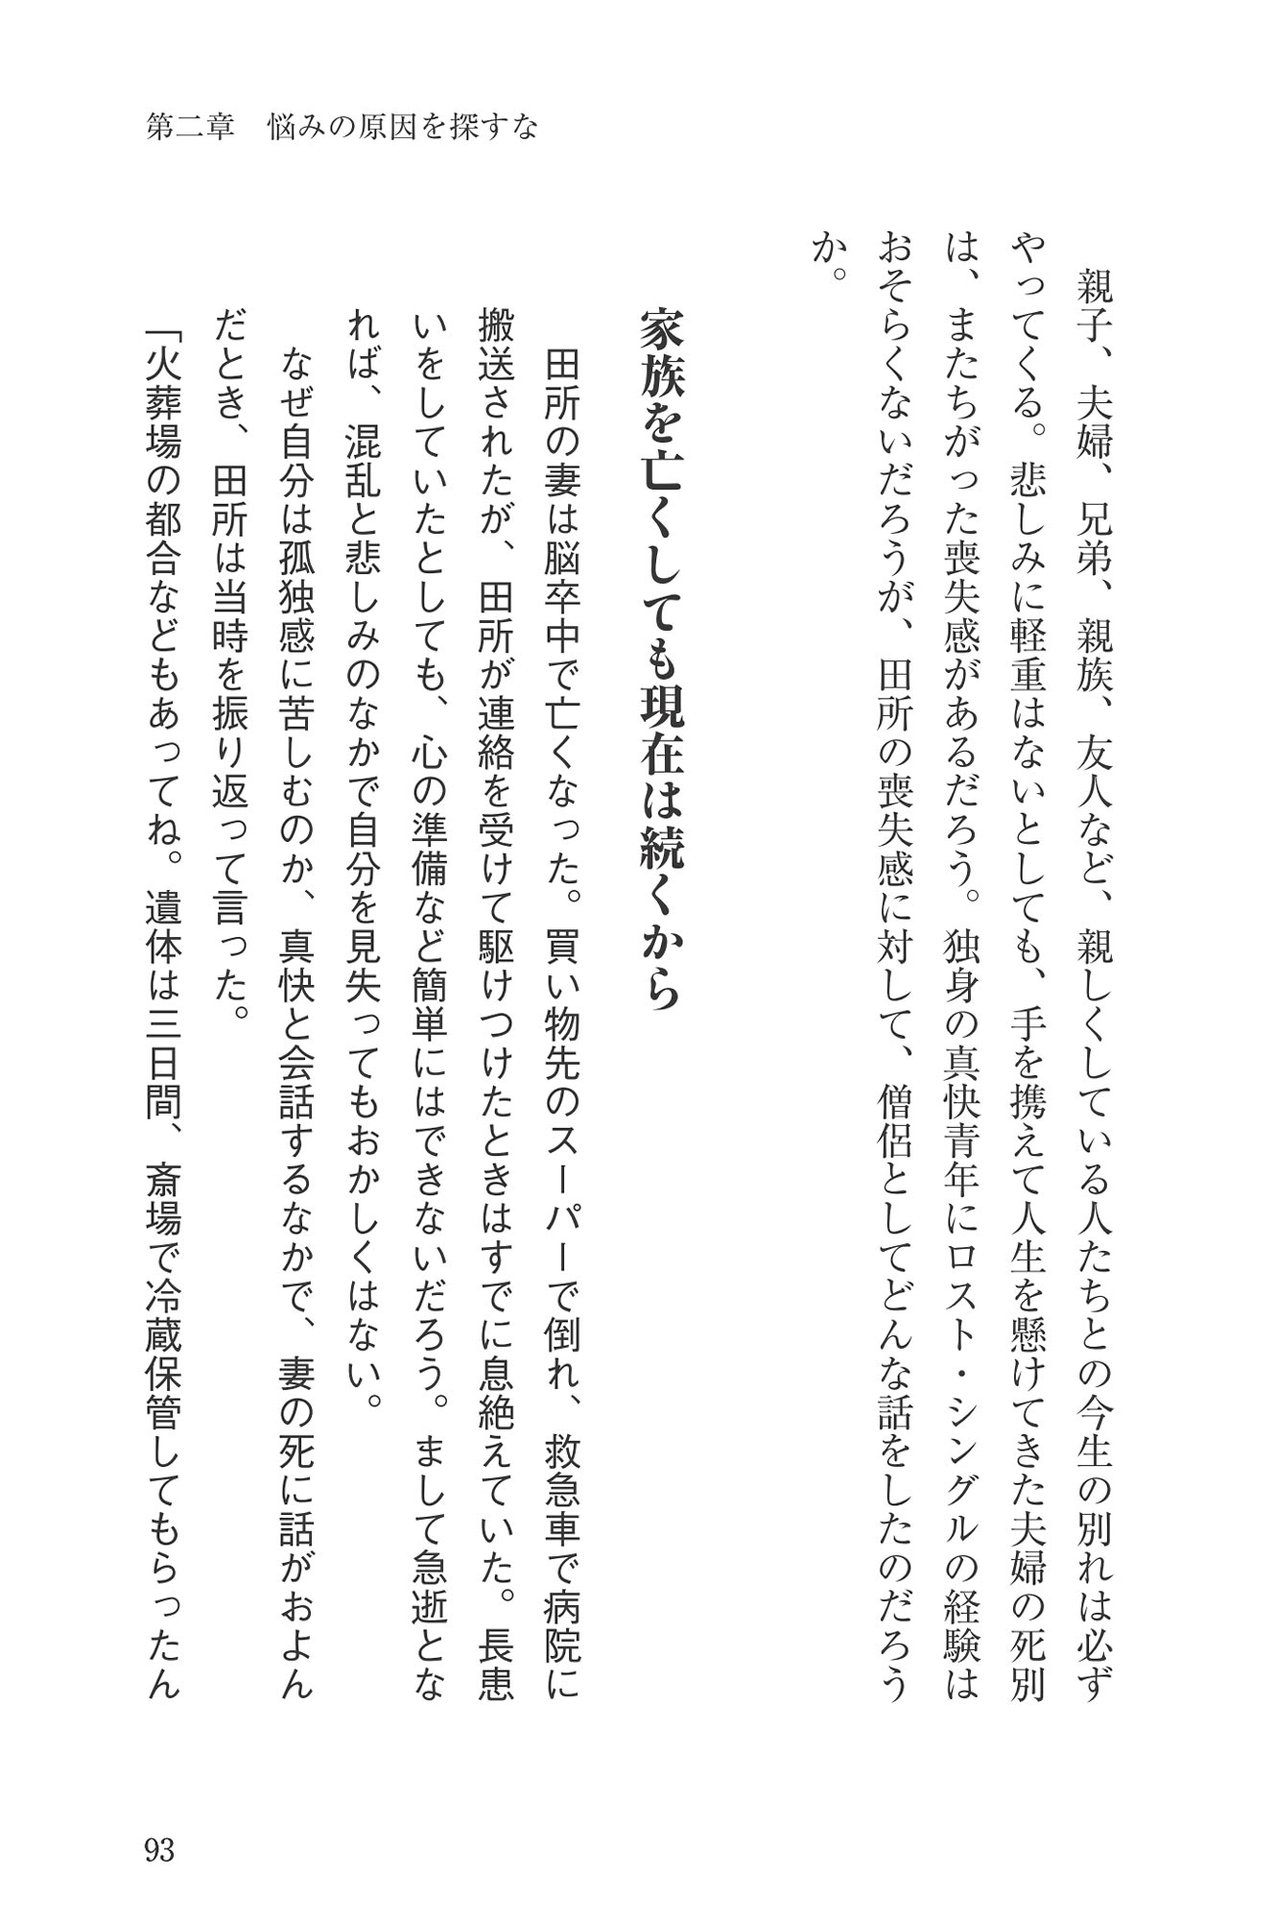 第二章　悩みの原因を探すな
　親子、夫婦、兄弟、親族、友人など、親しくしている人たちとの今生の別れは必ず
やってくる。悲しみに軽重はないとしても、手を携えて人生を懸けてきた夫婦の死別
は、またちがった喪失感があるだろう。独身の真快青年にロスト・シングルの経験は
おそらくないだろうが、田所の喪失感に対して、僧侶としてどんな話をしたのだろう
か。
家族を亡くしても現在は続くから
　田所の妻は脳卒中で亡くなった。買い物先のスーパーで倒れ、救急車で病院に
搬送されたが、田所が連絡を受けて駆けつけたときはすでに息絶えていた。長患
いをしていたとしても、心の準備など簡単にはできないだろう。まして急逝とな
れば、混乱と悲しみのなかで自分を見失ってもおかしくはない。
　なぜ自分は孤独感に苦しむのか、真快と会話するなかで、妻の死に話がおよん
だとき、田所は当時を振り返って言った。
「火葬場の都合などもあってね。遺体は三日間、斎場で冷蔵保管してもらったん
93